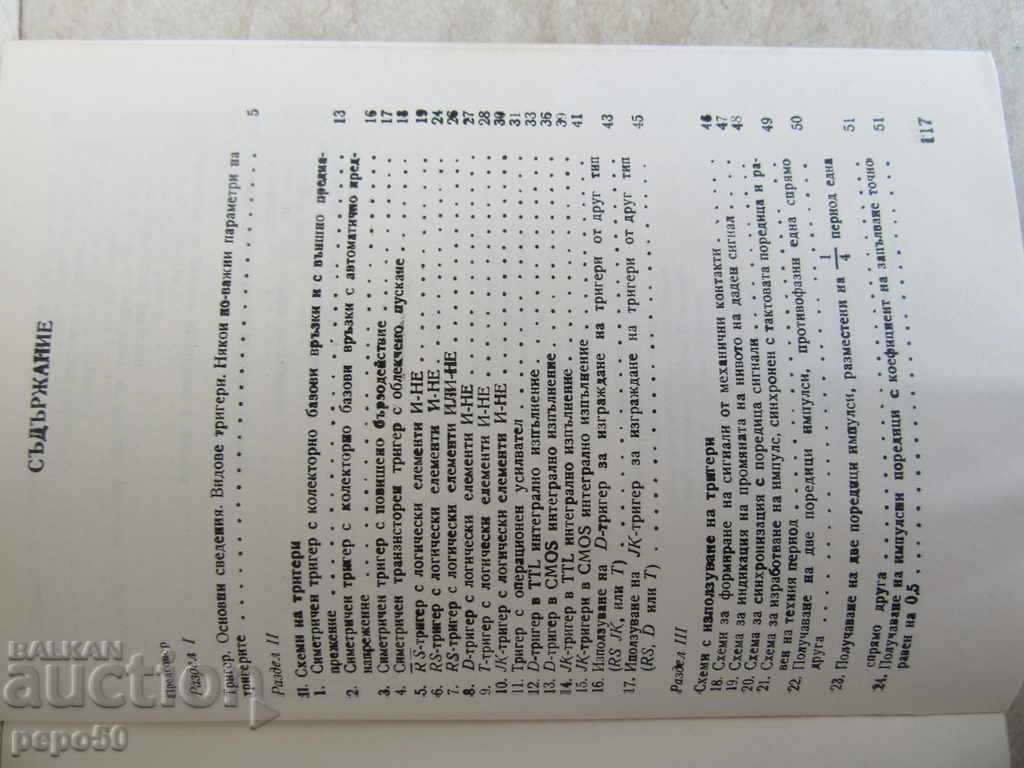 СЪДЪРЖАНИЕ
Раздел I
Тригер. Основни сведения. Видове тригери. Някои по-важни параметри на
тригерите . . . 5
Раздел II
II. Схеми на тригери
1. Симетричен тригер с колекторно базови връзки и с външно преднапрежение . . . 13
2. Симетричен тригер с колекторно базови връзки с автоматично преднапрежение . . . 16
3. Симетричен тригер с повишено бързодействие . . . 17
4. Симетричен транзисторен тригер с облекчено пускане . . . 18
5. R̅S̅-тригер с логически елементи И-НЕ . . . 19
6. RS-тригер с логически елементи И-НЕ . . . 24
7. RS-тригер с логически елементи ИЛИ-НЕ . . . 26
8. D-тригер с логически елементи И-НЕ . . . 27
9. T-тригер с логически елементи И-НЕ . . . 28
10. JK-тригер с логически елементи И-НЕ . . . 30
11. Тригер с операционен усилвател . . . 31
12. D-тригер в TTL интегрално изпълнение . . . 33
13. D-тригер в CMOS интегрално изпълнение . . . 36
14. JK-тригер в TTL интегрално изпълнение . . . 39
15. JK-тригери в CMOS интегрално изпълнение . . . 41
16. Използуване на D-тригер за изграждане на тригери от друг тип
(RS, JK, или T) . . . 43
17. Използуване на JK-тригер за изграждане на тригери от друг тип
(RS, D или T) . . . 45
Раздел III
Схеми с използуване на тригери
18. Схеми за формиране на сигнали от механични контакти . . . 46
19. Схема за индикация на промяната на нивото на даден сигнал . . . 47
20. Схема за синхронизация с поредица сигнали . . . 48
21. Схема за изработване на импулс, синхронен с тактовата поредица и равен на техния период . . . 49
22. Получаване на две поредици импулси, противофазни една спрямо
друга . . . 50
23. Получаване на две поредици импулси, разместени на 1/4 период една
спрямо друга . . . 51
24. Получаване на импулсни поредици с коефициент на запълване точно
равен на 0,5 . . . 51
117
BALKAN
auction
pepo50